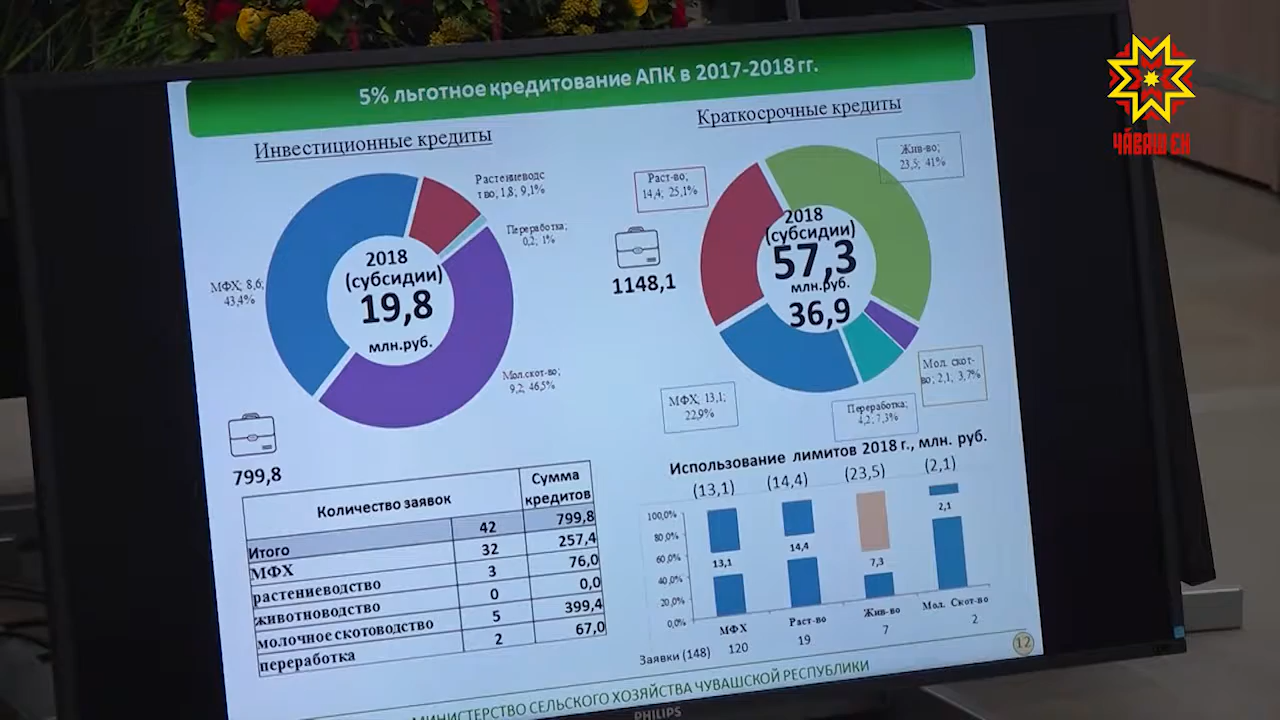 5% льготное кредитование АПК в 2017-2018 гг.
ЧӐВАШ ЕН
Инвестиционные кредиты
Растениеводс
тво; 1,8; 9,1%
Переработка;
0,2; 1%
МФХ; 8,6;
43,4%
2018
(субсидии)
19,8
млн.руб.
Мол.скот-во;
9,2; 46,5%
799,8
Краткосрочные кредиты
Жив-во;
23,5; 41%
Раст-во;
14,4; 25,1%
1148,1
2018
(субсидии)
57,3
млн.руб.
36,9
Мол. скот-
во; 2,1; 3,7%
МФХ; 13,1;
22,9%
Переработка;
4,2; 7,3%
Количество заявок
Сумма
кредитов
Итого 42 799,8
МФХ 32 257,4
растениеводство 3 76,0
животноводство 0 0,0
молочное скотоводство 5 399,4
переработка 2 67,0
Использование лимитов 2018 г., млн. руб.
(13,1) (14,4) (23,5) (2,1)
100,0%
80,0%
60,0%
40,0%
20,0%
0,0%
13,1 14,4 7,3 2,1
МФХ Раст-во Жив-во Мол. Скот-во
Заявки (148) 120 19 7 2
12
МИНИСТЕРСТВО СЕЛЬСКОГО ХОЗЯЙСТВА ЧУВАШСКОЙ РЕСПУБЛИКИ
PHILIPS